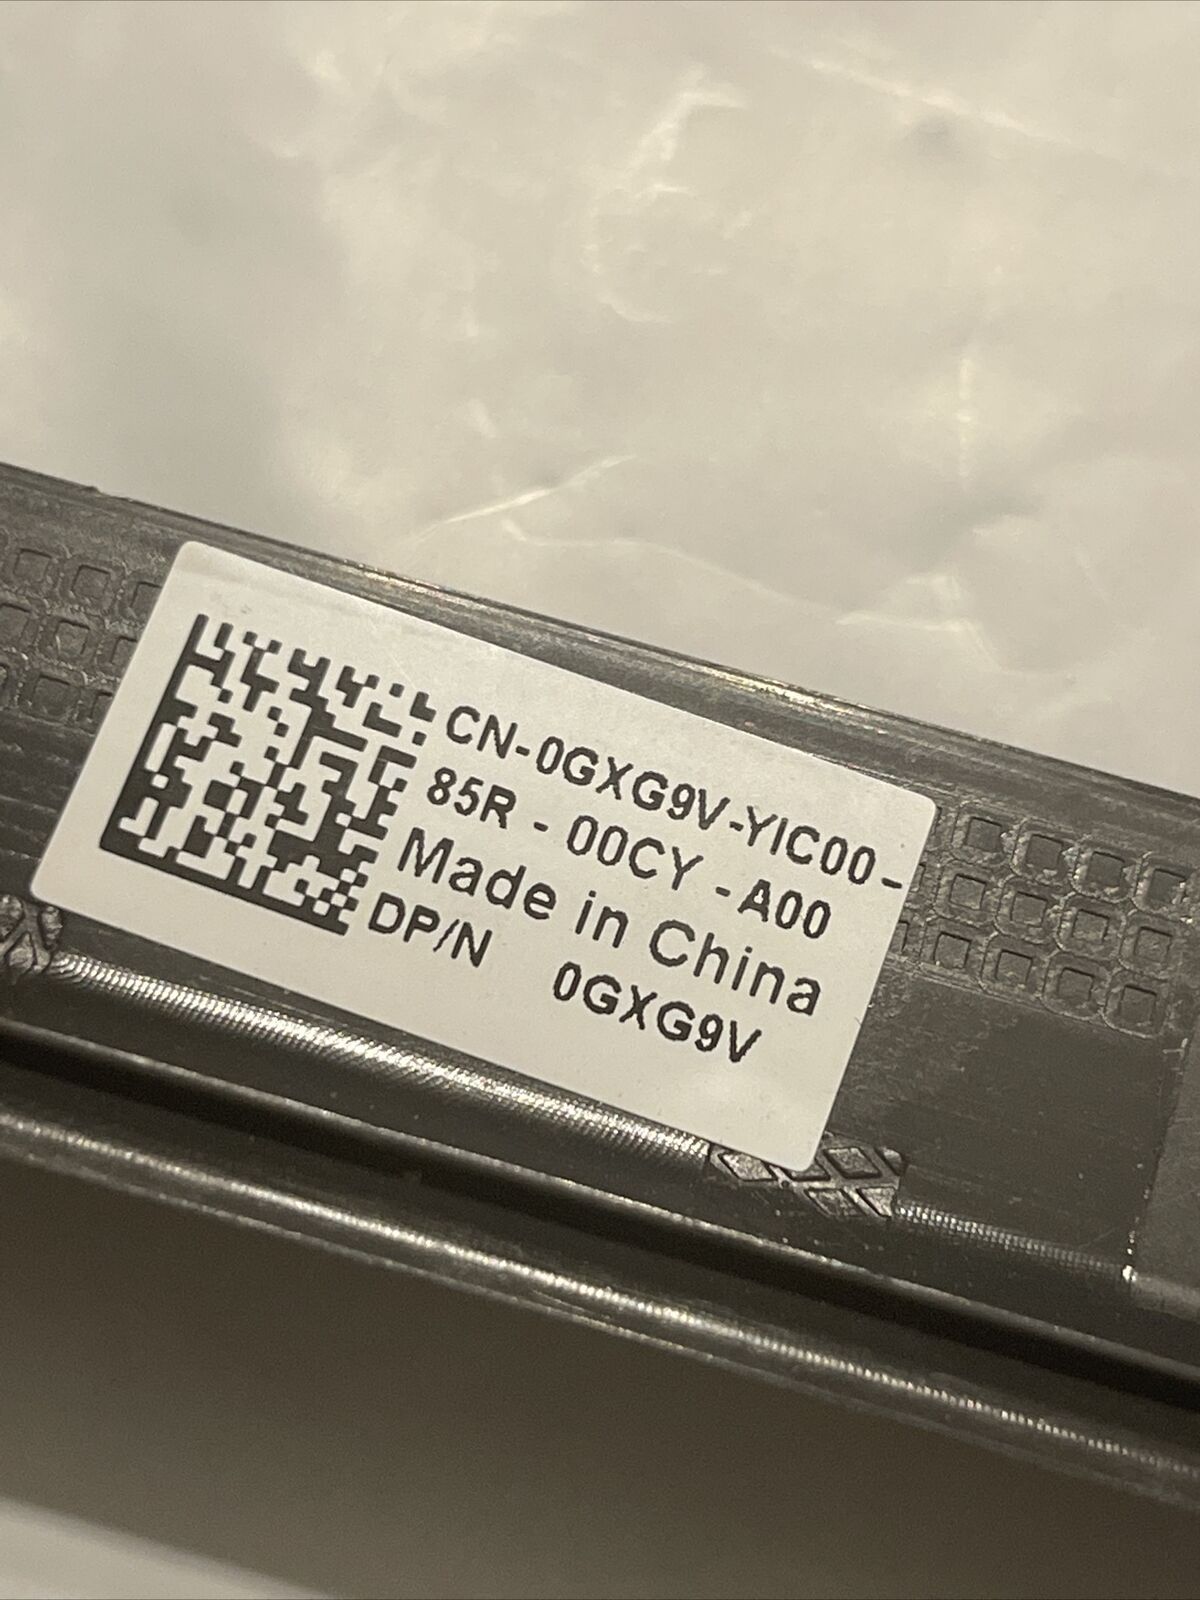 CN-0GXG9V-YIC00-
85R - 00CY -A00
Made in China
DP/N 0GXG9V